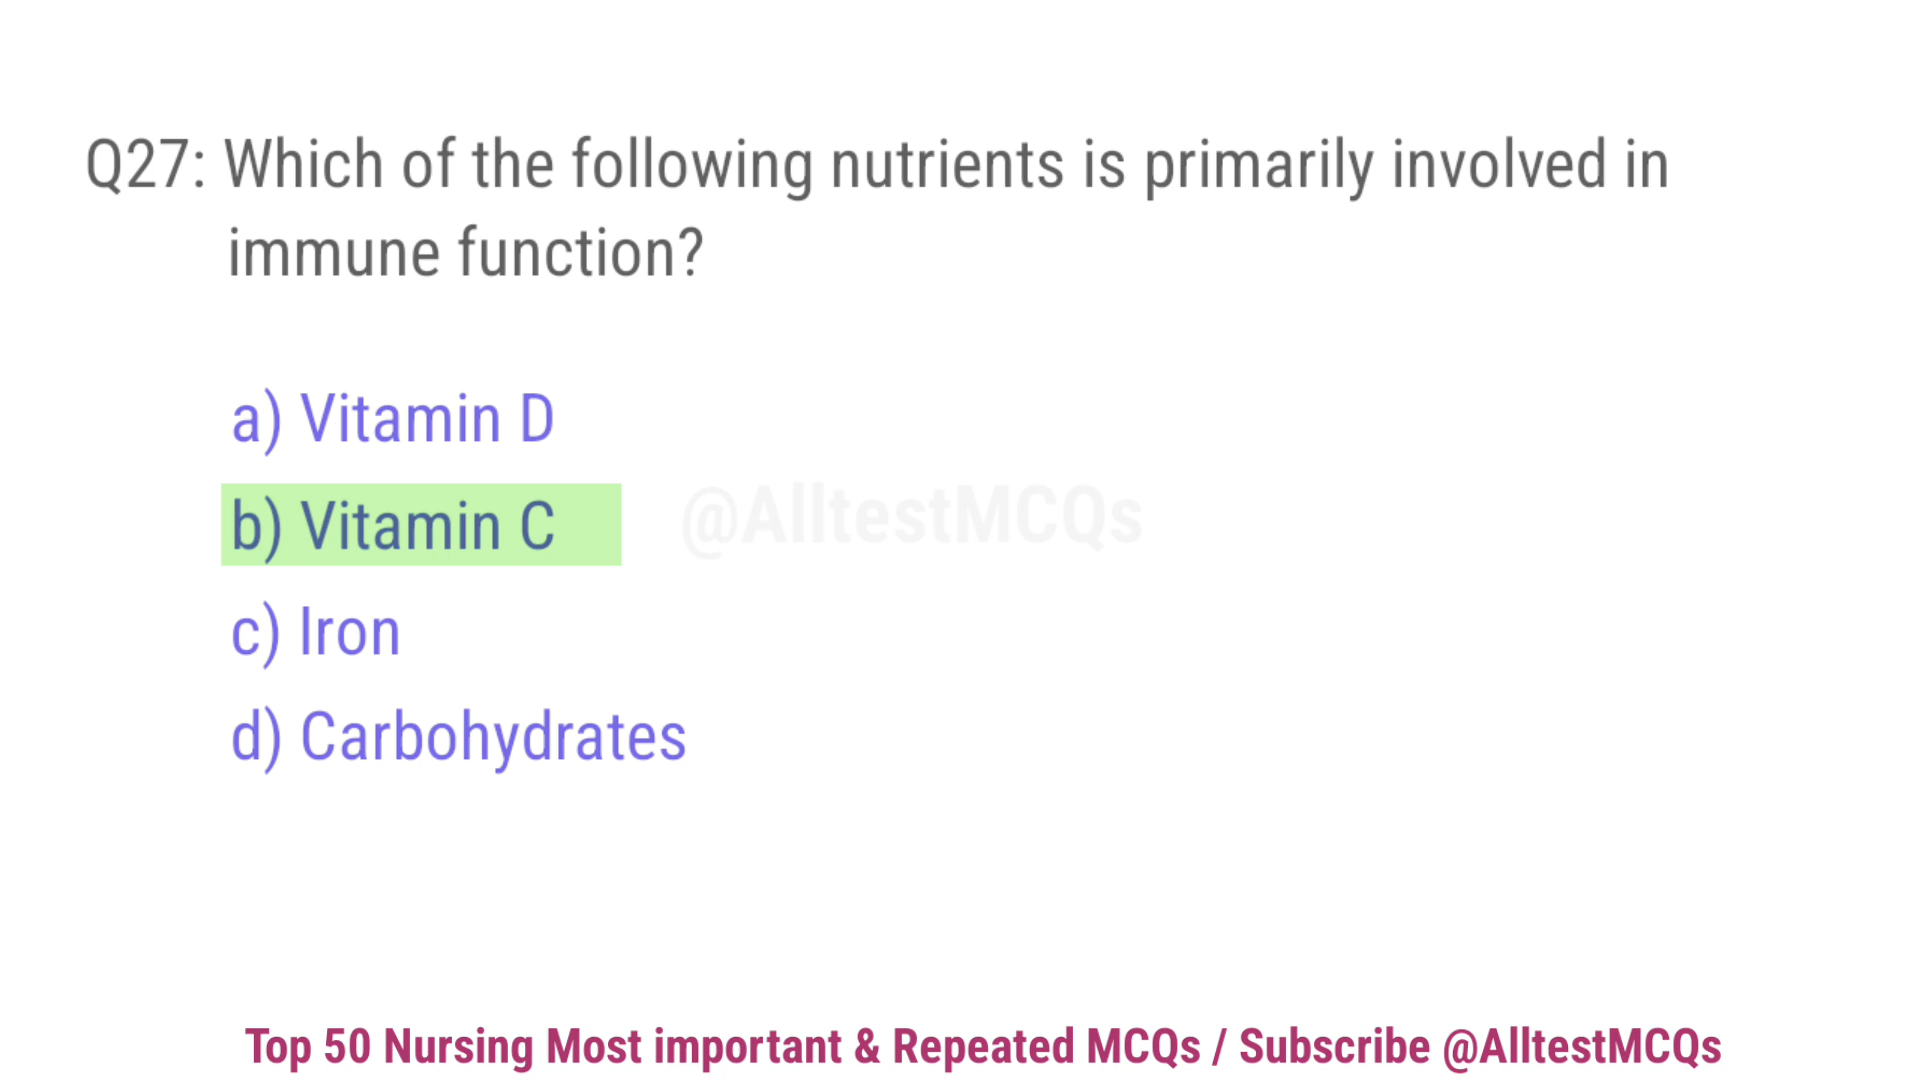 Q27: Which of the following nutrients is primarily involved in
immune function?
a) Vitamin D
b) Vitamin C
@AlltestMCQs
c) Iron
d) Carbohydrates
Top 50 Nursing Most important & Repeated MCQs / Subscribe @AlltestMCQs